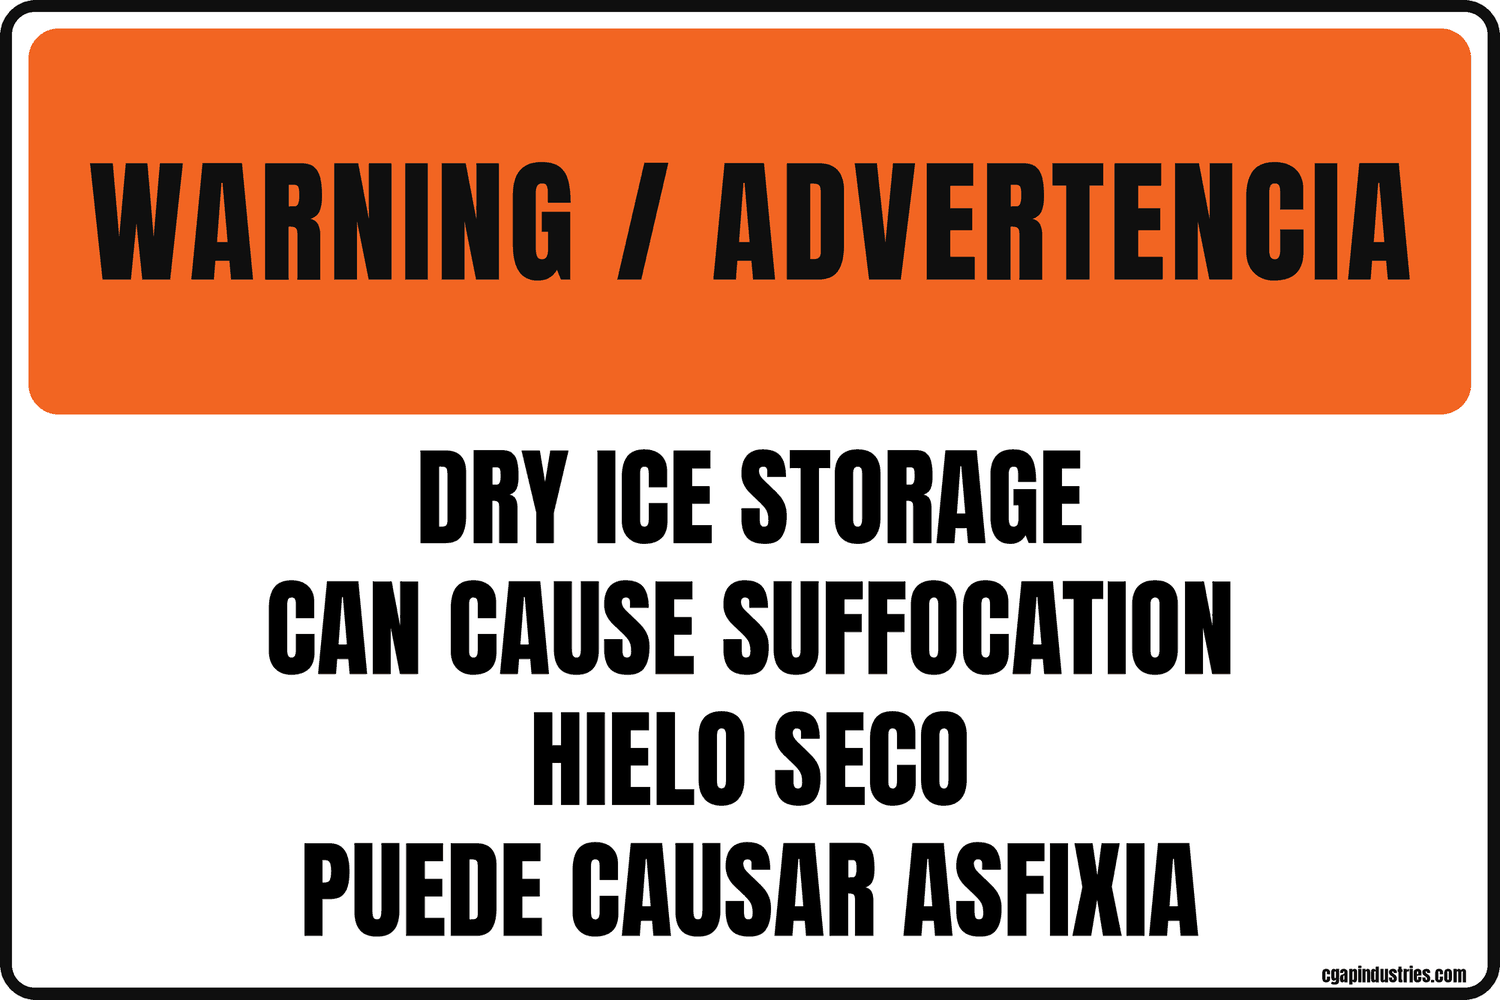 WARNING / ADVERTENCIA
DRY ICE STORAGE
CAN CAUSE SUFFOCATION
HIELO SECO
PUEDE CAUSAR ASFIXIA
cgapindustries.com